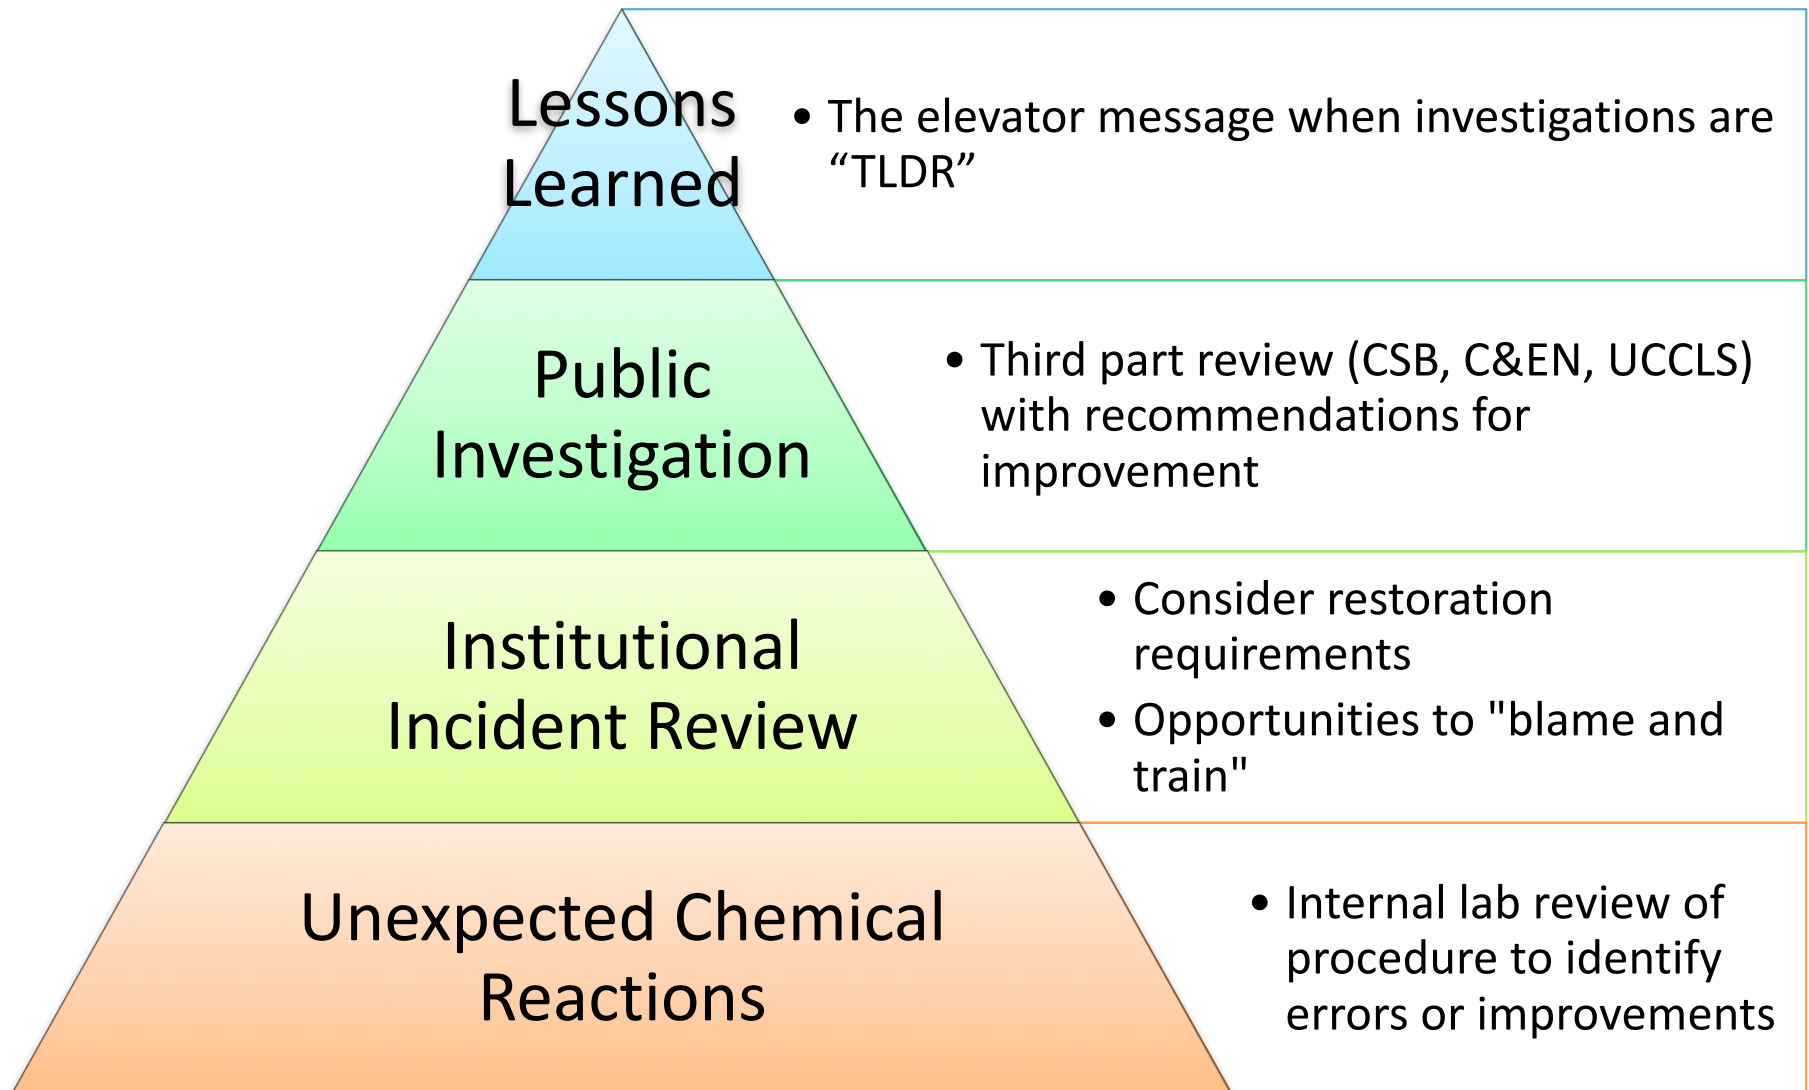 Lessons
Learned
• The elevator message when investigations are
“TLDR”
Public
Investigation
• Third part review (CSB, C&EN, UCCLS)
with recommendations for
improvement
Institutional
Incident Review
• Consider restoration
requirements
• Opportunities to "blame and
train"
Unexpected Chemical
Reactions
• Internal lab review of
procedure to identify
errors or improvements